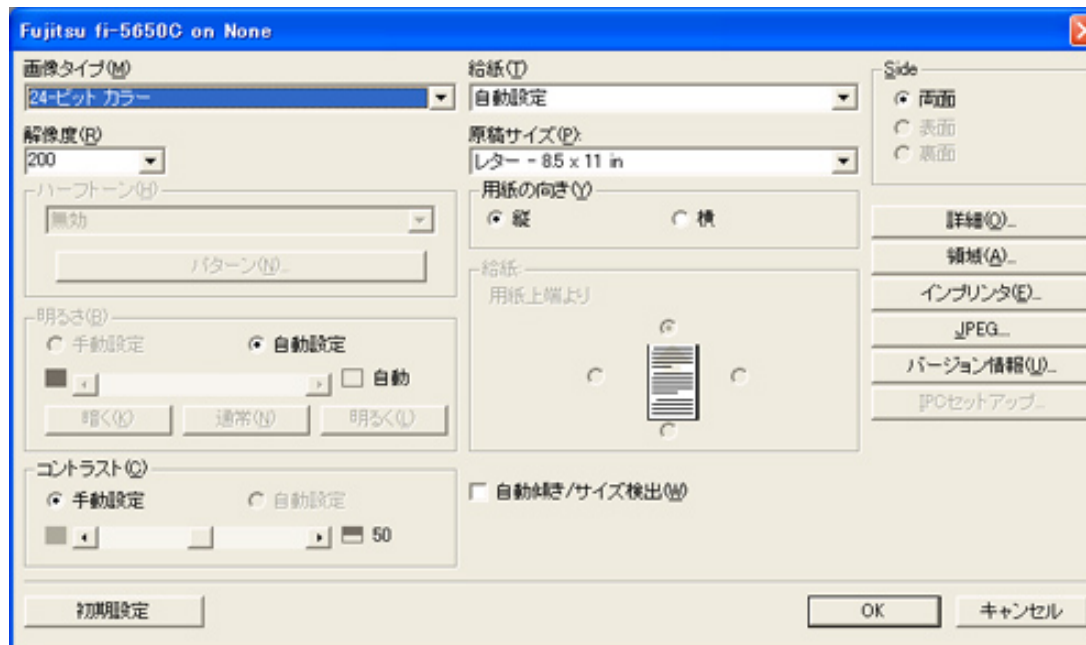 Fujitsu fi-5650C on None
画像タイプ(M)
24-ビット カラー
解像度(R)
200
ハーフトーン(H)
無効
パターン(N)...
明るさ(B)
手動設定
自動設定
自動
暗く(K)
通常(N)
明るく(L)
コントラスト(C)
手動設定
自動設定
50
給紙(T)
自動設定
原稿サイズ(P):
レター - 8.5 x 11 in
用紙の向き(Y)
縦
横
給紙:
用紙上端より
自動傾き/サイズ検出(W)
Side
両面
表面
裏面
詳細(O)...
領域(A)...
インプリンタ(E)...
JPEG...
バージョン情報(U)...
IPCセットアップ...
初期設定
OK
キャンセル